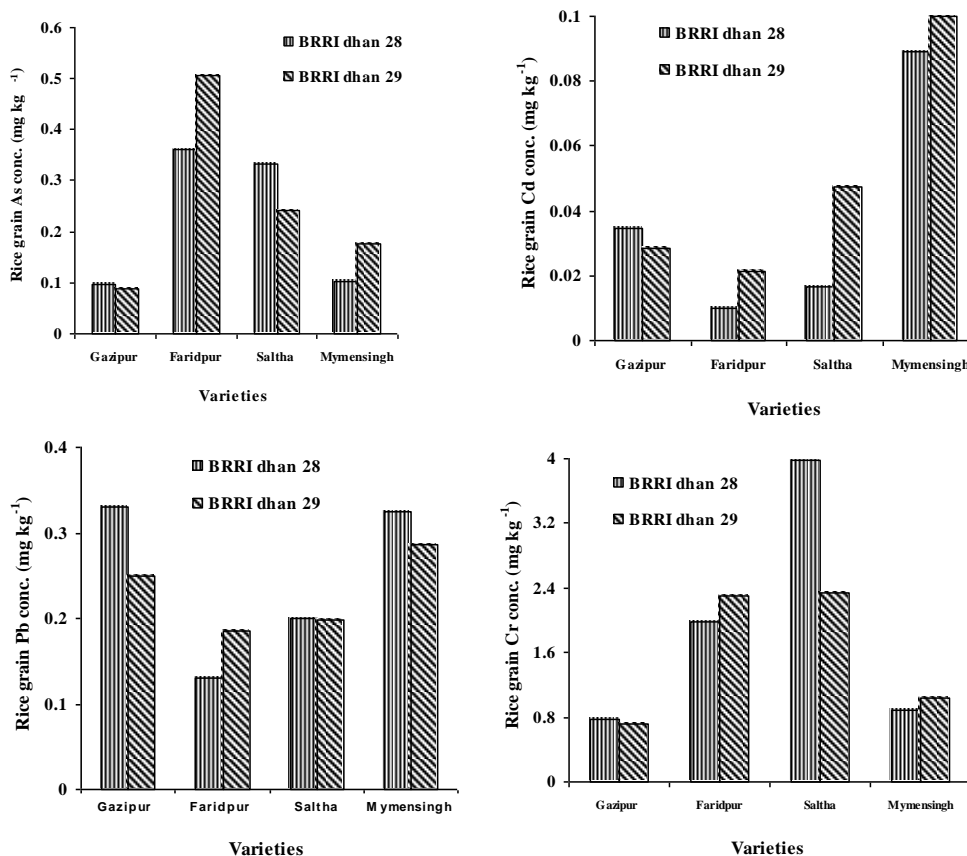 0.6
0.5
0.4
0.3
0.2
0.1
0
Rice grain As conc. (mg kg -1)
BRRI dhan 28
BRRI dhan 29
Gazipur Faridpur Saltha Mymensingh
Varieties
0.1
0.08
0.06
0.04
0.02
0
Rice grain Cd conc. (mg kg-1)
BRRI dhan 28
BRRI dhan 29
Gazipur Faridpur Saltha Mymensingh
Varieties
0.4
0.3
0.2
0.1
0
Rice grain Pb conc. (mg kg-1)
BRRI dhan 28
BRRI dhan 29
Gazipur Faridpur Saltha Mymensingh
Varieties
4
3.2
2.4
1.6
0.8
0
Rice grain Cr conc. (mg kg-1)
BRRI dhan 28
BRRI dhan 29
Gazipur Faridpur Saltha Mymensingh
Varieties